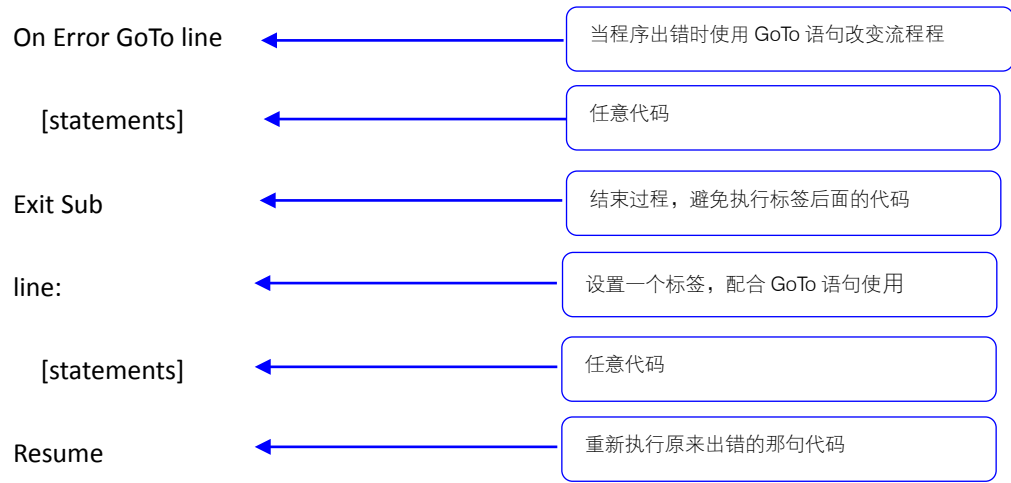 On Error GoTo line
当程序出错时使用 GoTo 语句改变流程程
[statements]
任意代码
Exit Sub
结束过程，避免执行标签后面的代码
line:
设置一个标签，配合 GoTo 语句使用
[statements]
任意代码
Resume
重新执行原来出错的那句代码